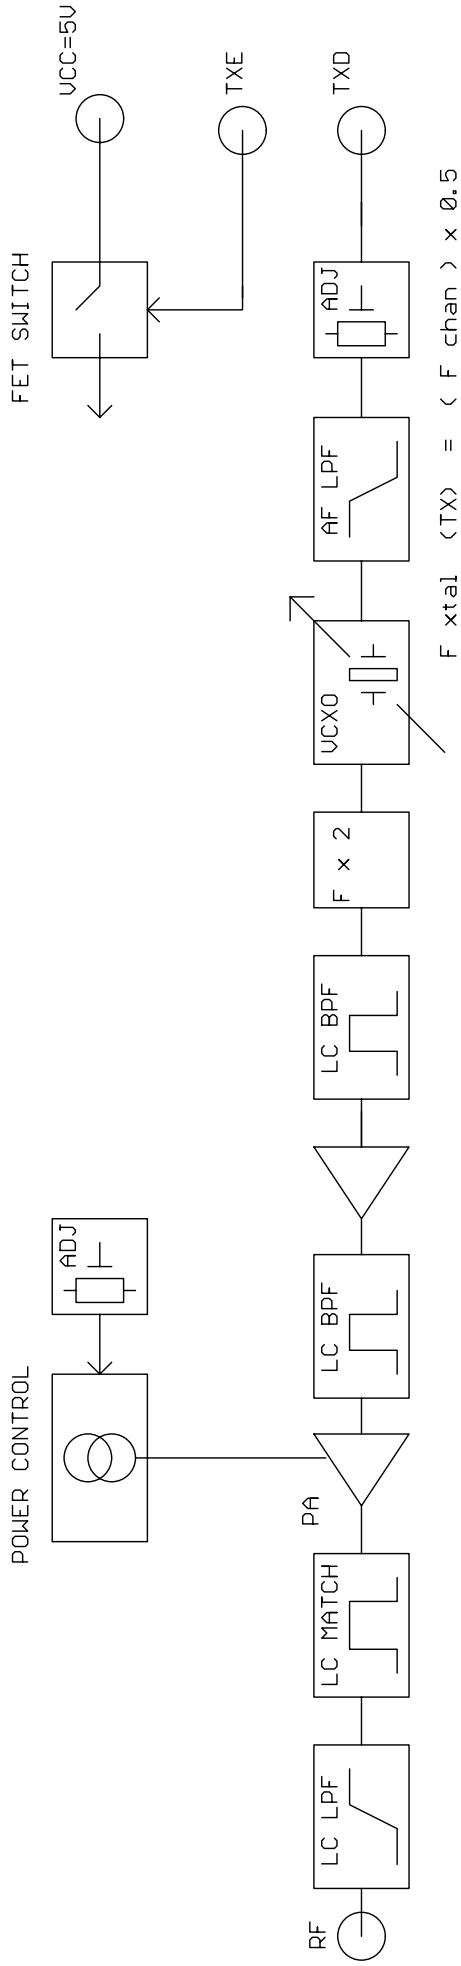 POWER CONTROL
FET SWITCH
ADJ
VCC=5V
TXE
RF
LC LPF
LC MATCH
PA
LC BPF
LC BPF
F x 2
VCXO
AF LPF
ADJ
TXD
F xtal (TX) = ( F chan ) x 0.5